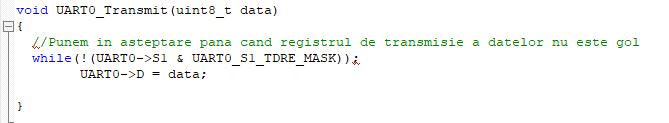 void UART0_Transmit(uint8_t data)
{
//Punem in asteptare pana cand registrul de transmisie a datelor nu este gol
while(!(UART0->S1 & UART0_S1_TDRE_MASK));
UART0->D = data;
}